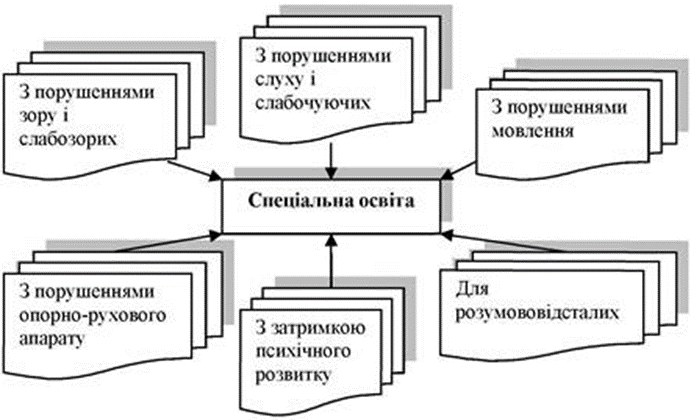 З порушеннями
зору і
слабозорих
З порушеннями
слуху і
слабочуючих
З порушеннями
мовлення
Спеціальна освіта
З порушеннями
опорно-рухового
апарату
З затримкою
психічного
розвитку
Для
розумововідсталих